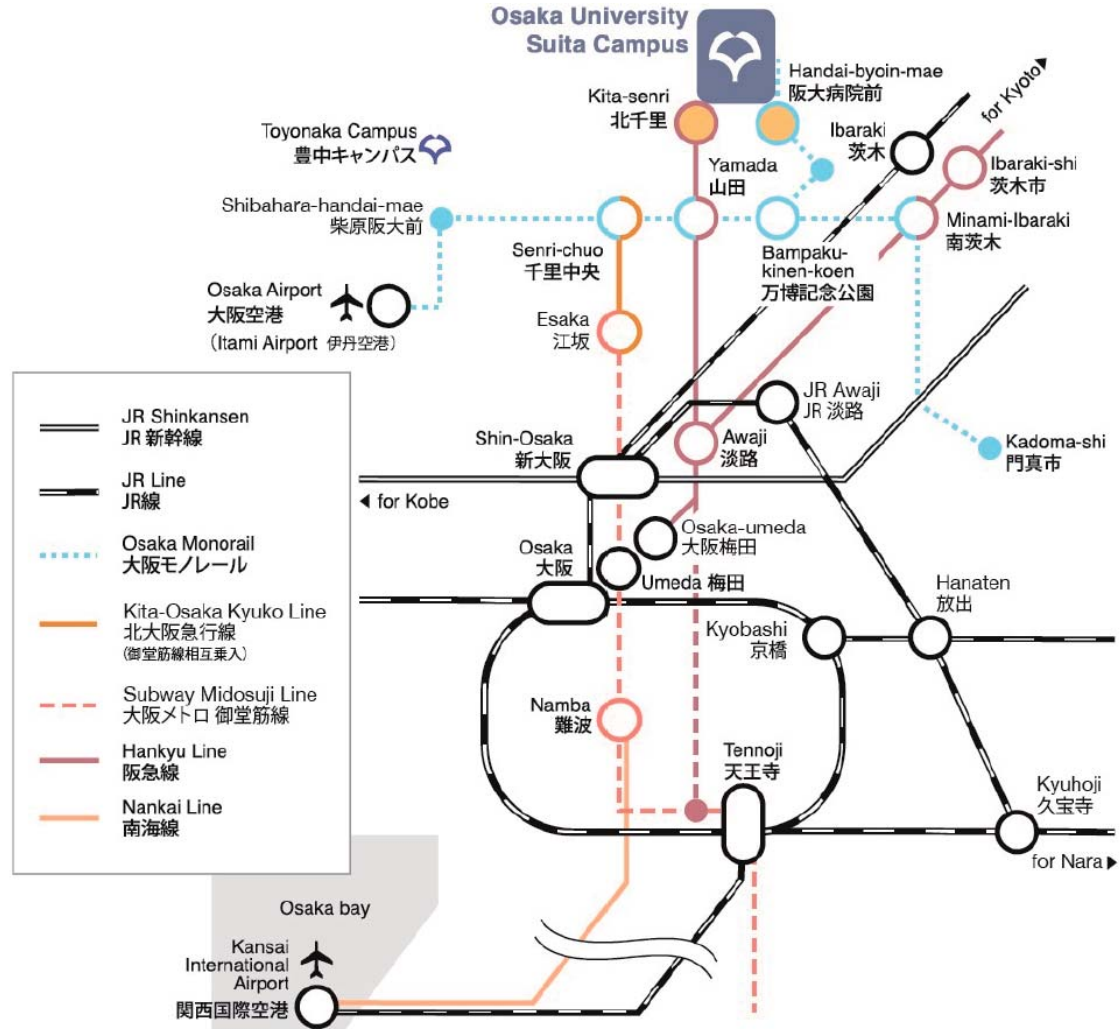 Osaka University
Suita Campus
Handai-byoin-mae
阪大病院前
for Kyoto
Kita-senri
北千里
Ibaraki
茨木
Toyonaka Campus
豊中キャンパス
Yamada
山田
Ibaraki-shi
茨木市
Shibahara-handai-mae
柴原阪大前
Minami-Ibaraki
南茨木
Senri-chuo
千里中央
Bampaku-
kinen-koen
万博記念公園
Osaka Airport
大阪空港
(Itami Airport 伊丹空港)
Esaka
江坂
JR Shinkansen
JR 新幹線
JR Line
JR線
Osaka Monorail
大阪モノレール
Kita-Osaka Kyuko Line
北大阪急行線
(御堂筋線相互乗入)
Subway Midosuji Line
大阪メトロ 御堂筋線
Hankyu Line
阪急線
Nankai Line
南海線
JR Awaji
JR 淡路
Shin-Osaka
新大阪
Awaji
淡路
Kadoma-shi
門真市
◀ for Kobe
Osaka-umeda
大阪梅田
Osaka
大阪
Umeda 梅田
Hanaten
放出
Kyobashi
京橋
Namba
難波
Tennoji
天王寺
Kyuhoji
久宝寺
for Nara ▶
Osaka bay
Kansai
International
Airport
関西国際空港